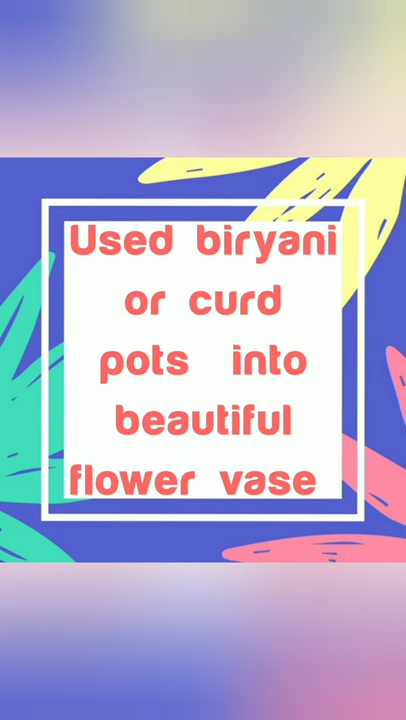 Used biryani
or curd
pots into
beautiful
flower vase